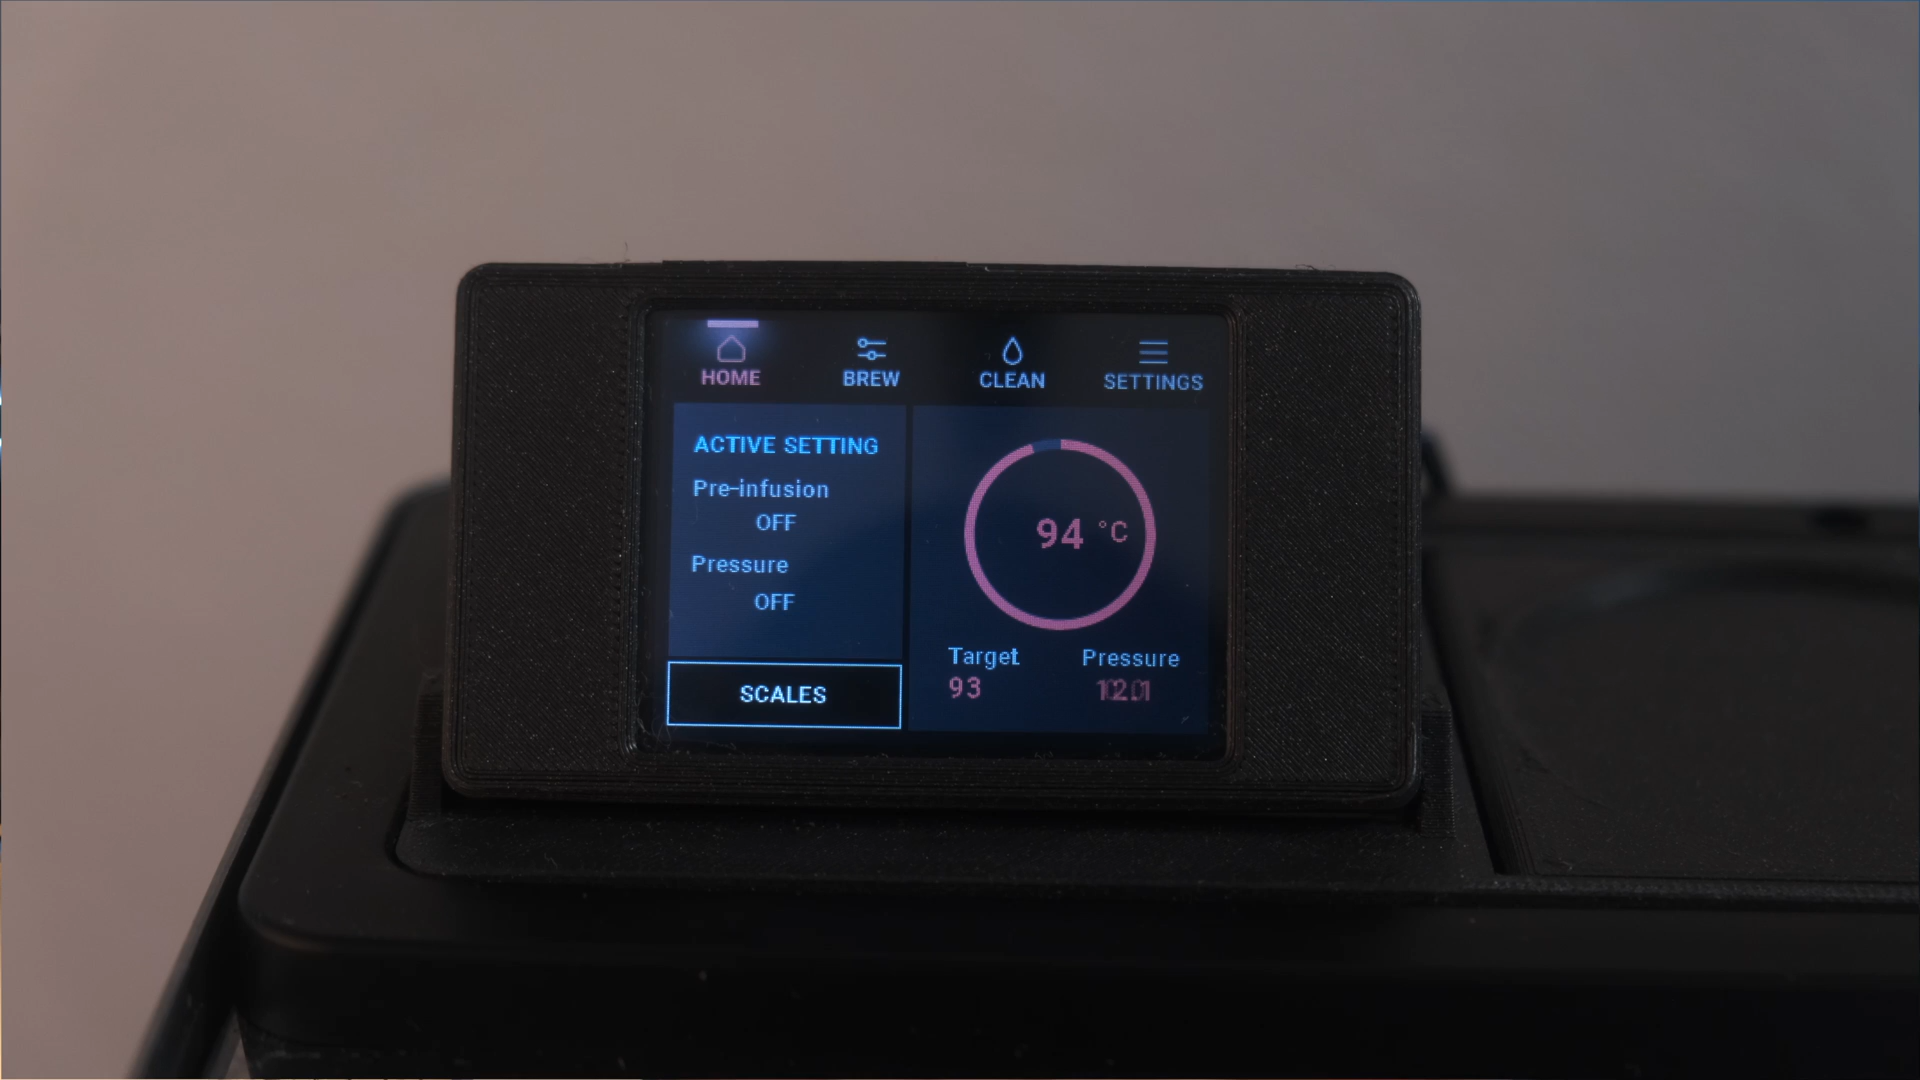 HOME BREW CLEAN SETTINGS
ACTIVE SETTING
Pre-infusion
OFF
Pressure
OFF
SCALES
94 °C
Target Pressure
93